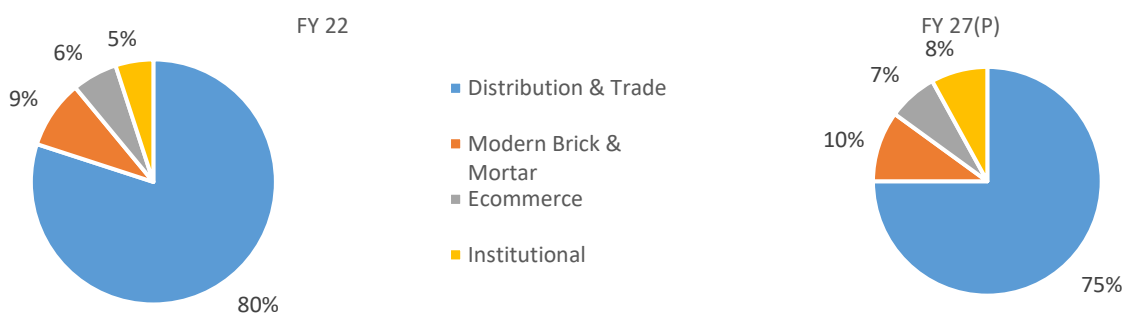 FY 22
5%
6%
9%
80%
Distribution & Trade
Modern Brick &
Mortar
Ecommerce
Institutional
FY 27(P)
8%
7%
10%
75%